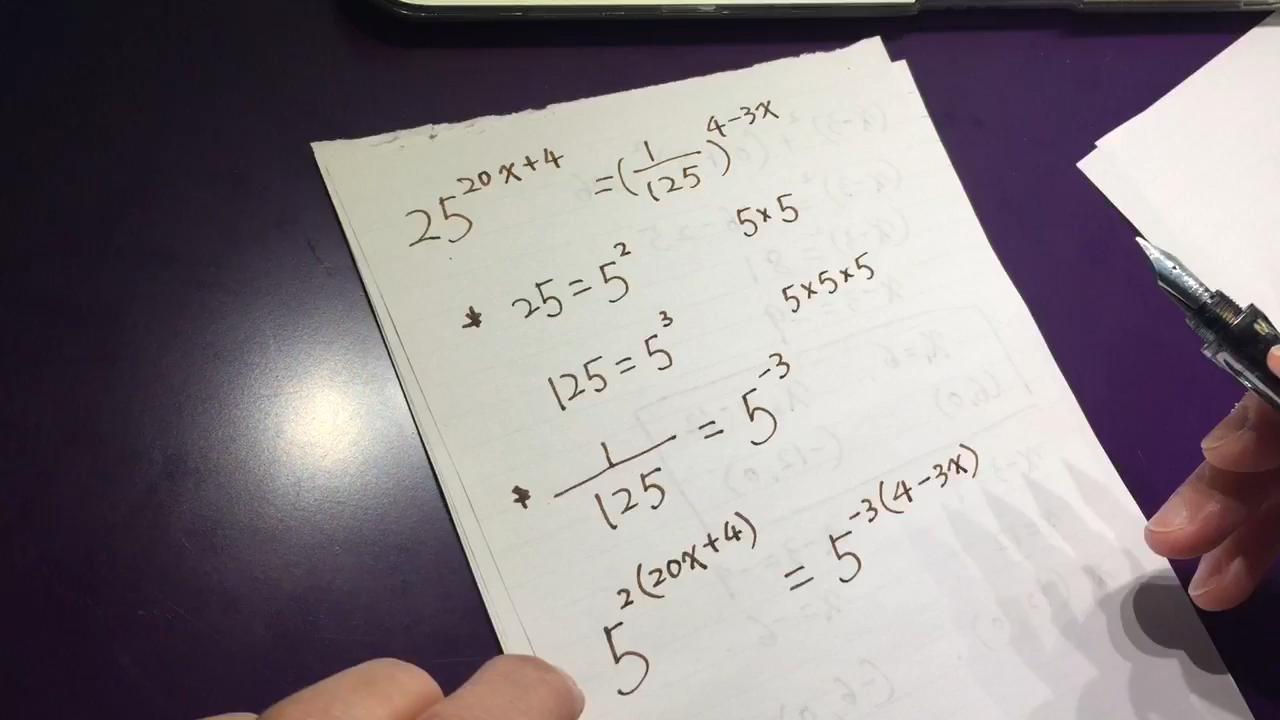 25^{20x+4} = (1/125)^{4-3x}
* 25 = 5^2 5×5
125 = 5^3 5×5×5
* 1/125 = 5^{-3}
5^{2(20x+4)} = 5^{-3(4-3x)}